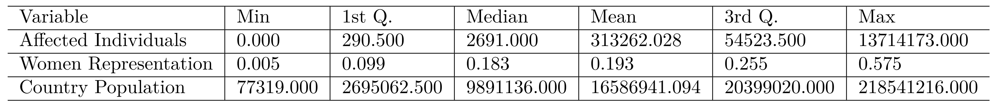 Variable Min 1st Q. Median Mean 3rd Q. Max
Affected Individuals 0.000 290.500 2691.000 313262.028 54523.500 13714173.000
Women Representation 0.005 0.099 0.183 0.193 0.255 0.575
Country Population 77319.000 2695062.500 9891136.000 16586941.094 20399020.000 218541216.000